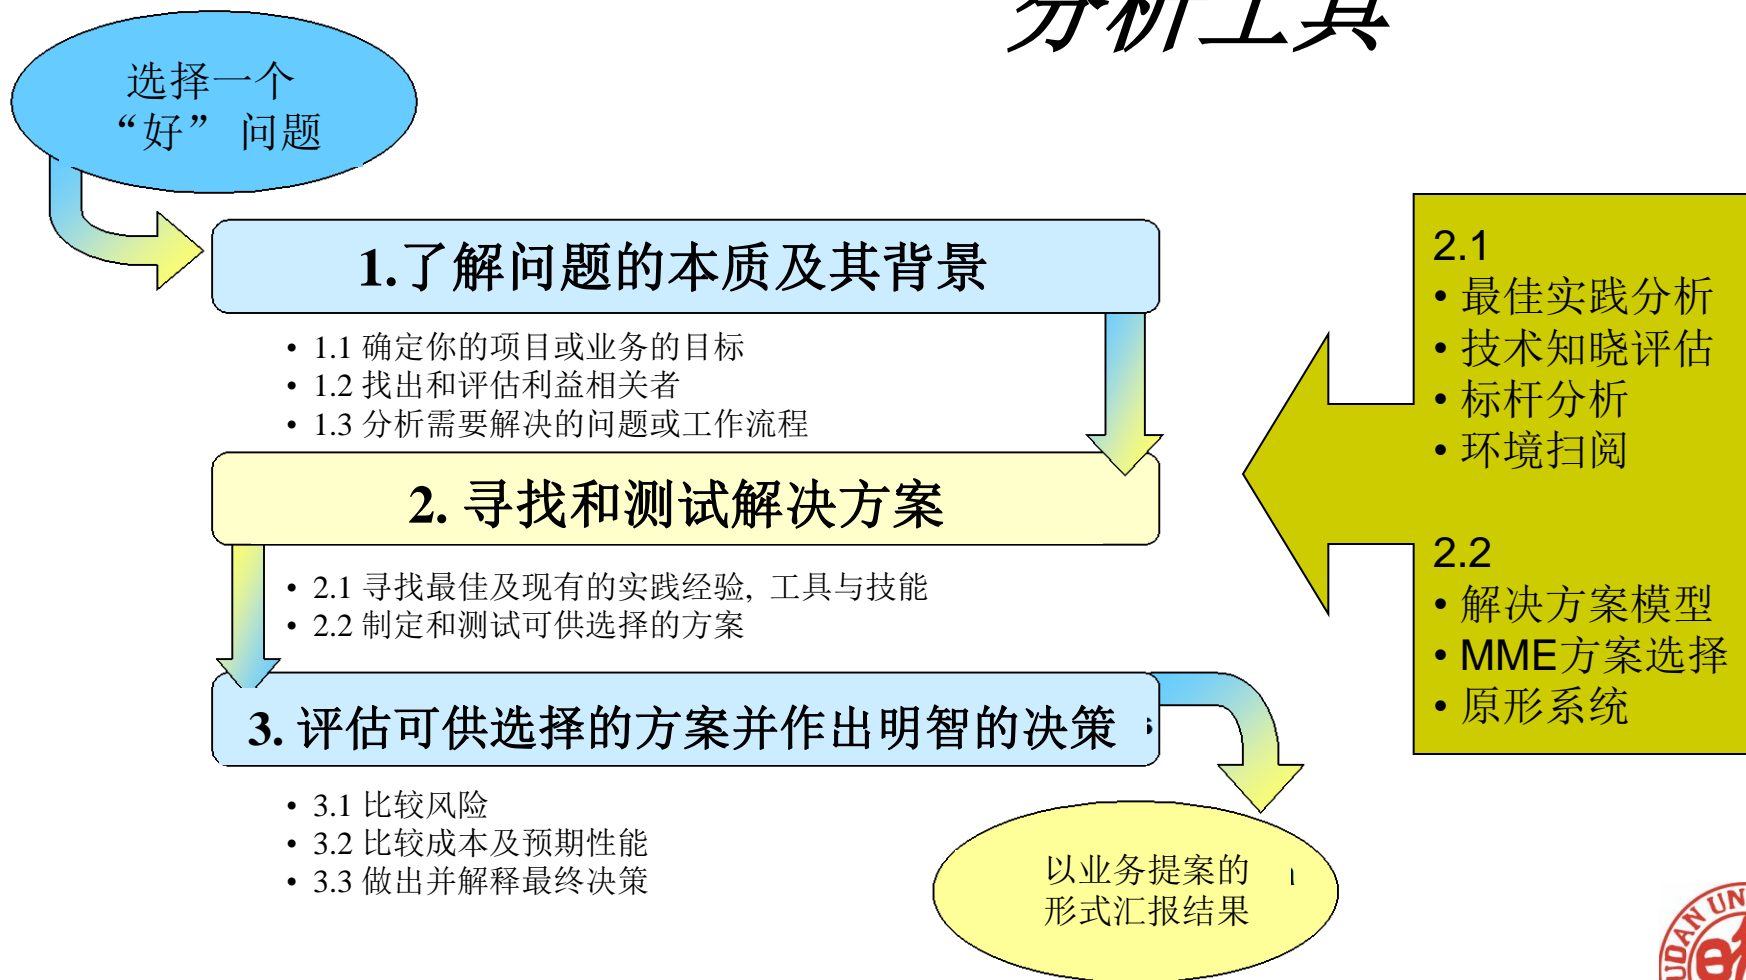 分析工具
选择一个
“好” 问题
1.了解问题的本质及其背景
• 1.1 确定你的项目或业务的目标
• 1.2 找出和评估利益相关者
• 1.3 分析需要解决的问题或工作流程
2. 寻找和测试解决方案
• 2.1 寻找最佳及现有的实践经验, 工具与技能
• 2.2 制定和测试可供选择的方案
3. 评估可供选择的方案并作出明智的决策
• 3.1 比较风险
• 3.2 比较成本及预期性能
• 3.3 做出并解释最终决策
以业务提案的
形式汇报结果
2.1
• 最佳实践分析
• 技术知晓评估
• 标杆分析
• 环境扫阅
2.2
• 解决方案模型
• MME方案选择
• 原形系统